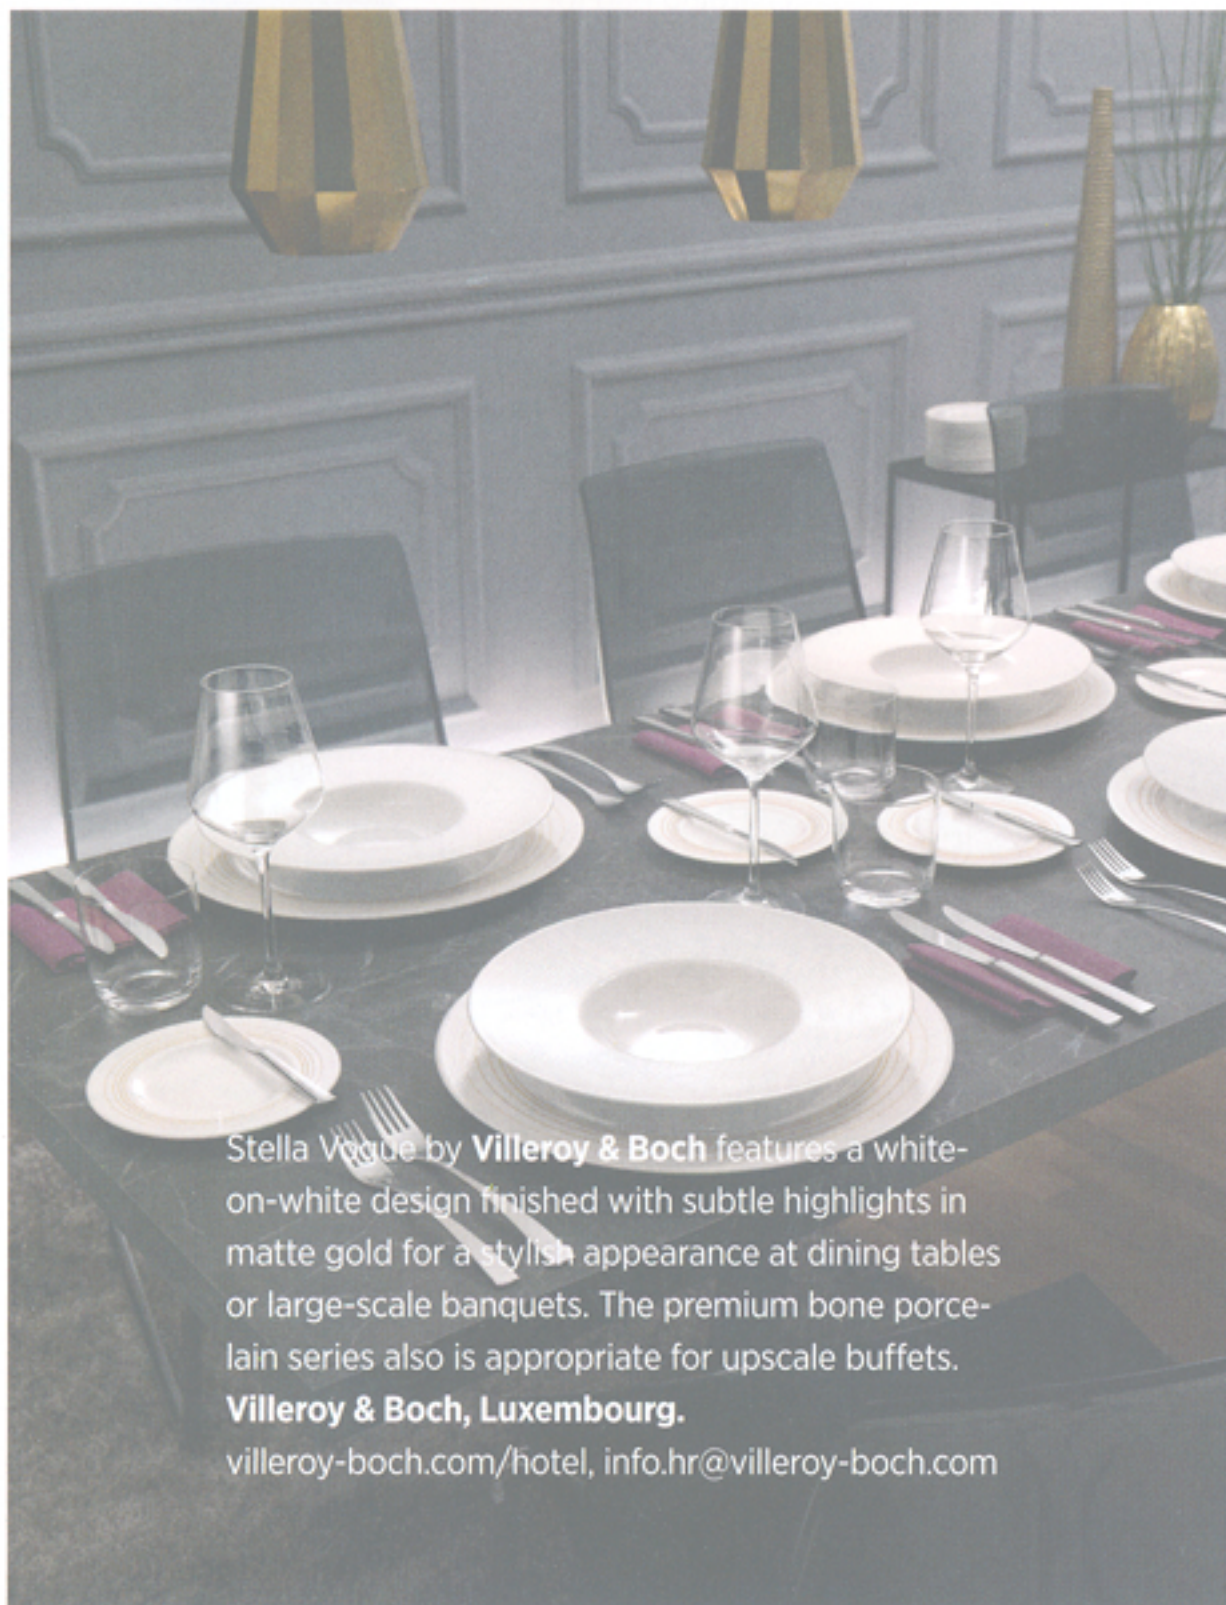 Stella Vogue by Villeroy & Boch features a white-
on-white design finished with subtle highlights in
matte gold for a stylish appearance at dining tables
or large-scale banquets. The premium bone porce-
lain series also is appropriate for upscale buffets.
Villeroy & Boch, Luxembourg.
villeroy-boch.com/hotel, info.hr@villeroy-boch.com